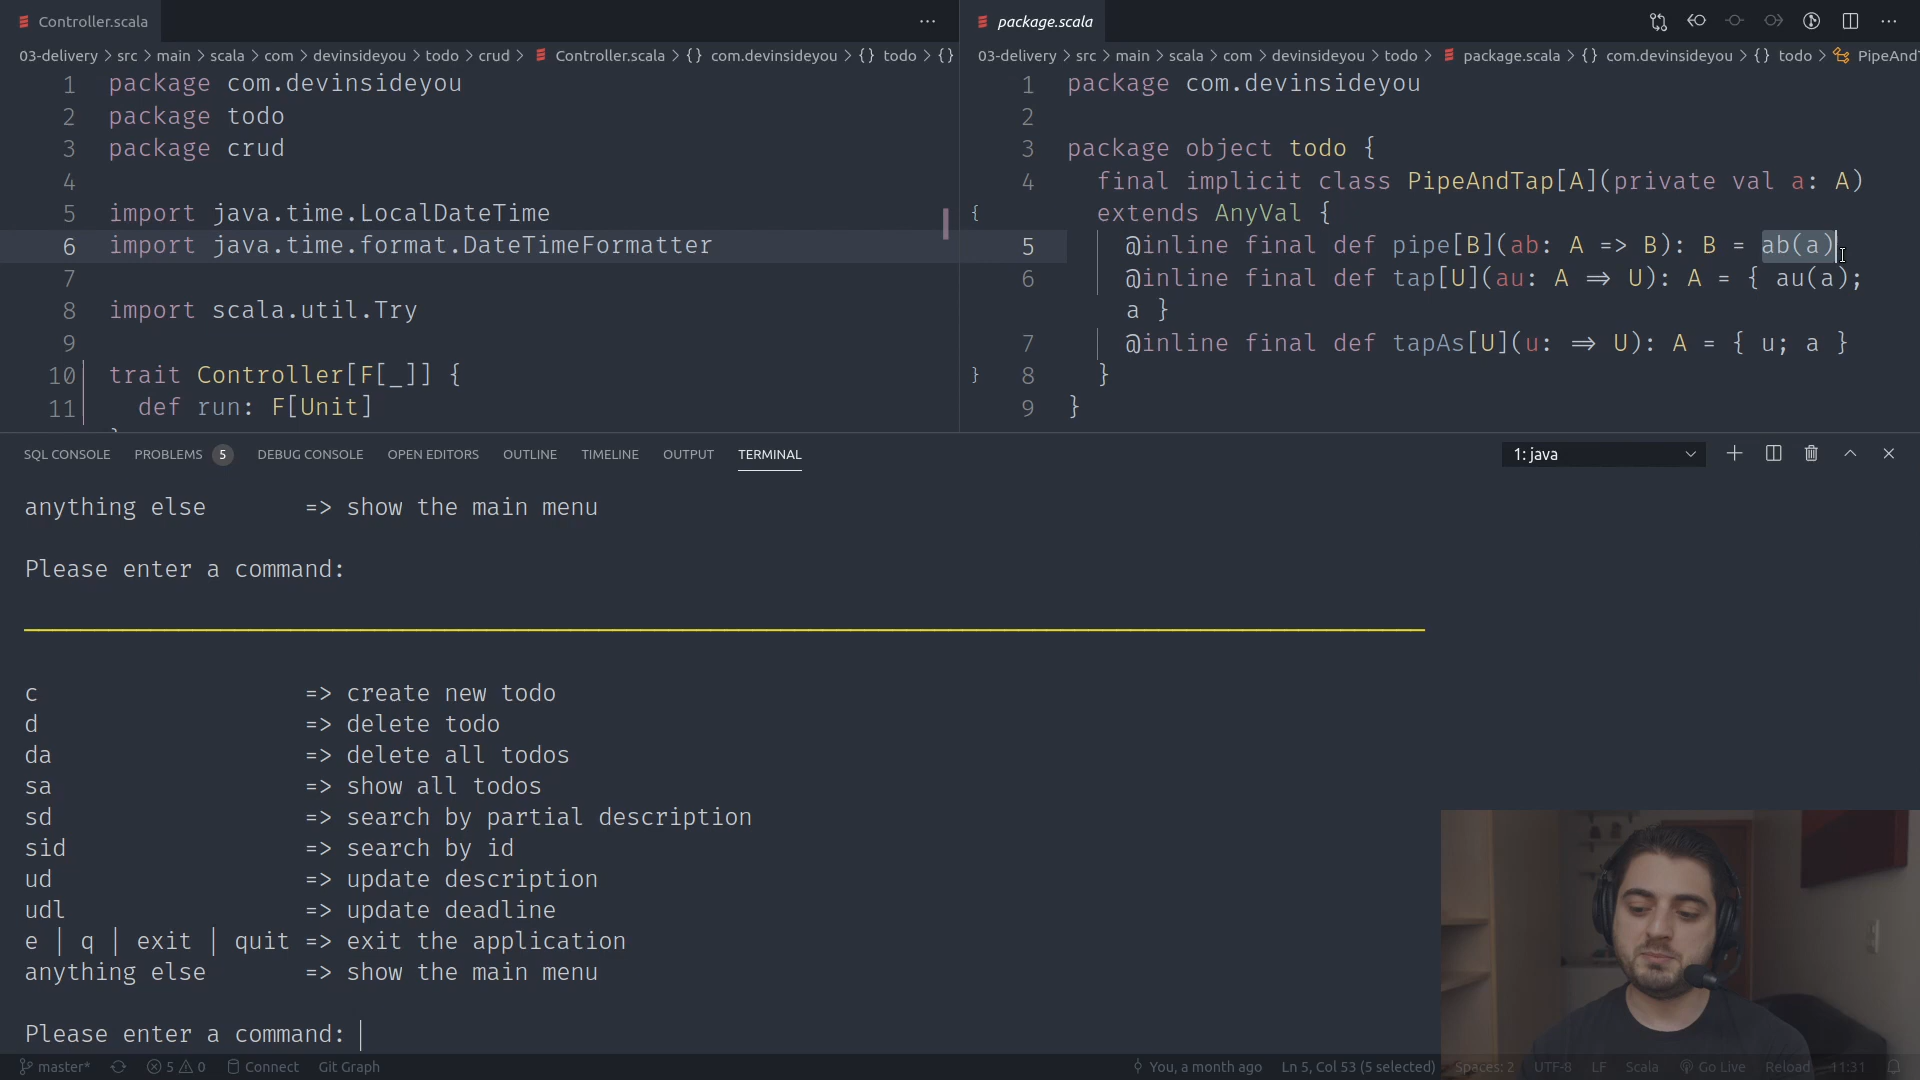 Controller.scala
package.scala
03-delivery > src > main > scala > com > devinsideyou > todo > crud > Controller.scala > {} com.devinsideyou > {} todo > {}
03-delivery > src > main > scala > com > devinsideyou > todo > package.scala > {} com.devinsideyou > {} todo > PipeAndT
1 package com.devinsideyou
2 package todo
3 package crud
4
5 import java.time.LocalDateTime
6 import java.time.format.DateTimeFormatter
7
8 import scala.util.Try
9
10 trait Controller[F[_]] {
11 def run: F[Unit]
1 package com.devinsideyou
2
3 package object todo {
4 final implicit class PipeAndTap[A](private val a: A)
{ extends AnyVal {
5 @inline final def pipe[B](ab: A => B): B = ab(a)
6 @inline final def tap[U](au: A => U): A = { au(a);
a }
7 @inline final def tapAs[U](u: => U): A = { u; a }
} 8 }
9 }
SQL CONSOLE PROBLEMS 5 DEBUG CONSOLE OPEN EDITORS OUTLINE TIMELINE OUTPUT TERMINAL 1: java
anything else => show the main menu
Please enter a command:
c => create new todo
d => delete todo
da => delete all todos
sa => show all todos
sd => search by partial description
sid => search by id
ud => update description
udl => update deadline
e | q | exit | quit => exit the application
anything else => show the main menu
Please enter a command:
master* 5 0 Connect Git Graph You, a month ago Ln 5, Col 53 (5 selected) Spaces: 2 UTF-8 LF Scala Go Live Reload 11:31